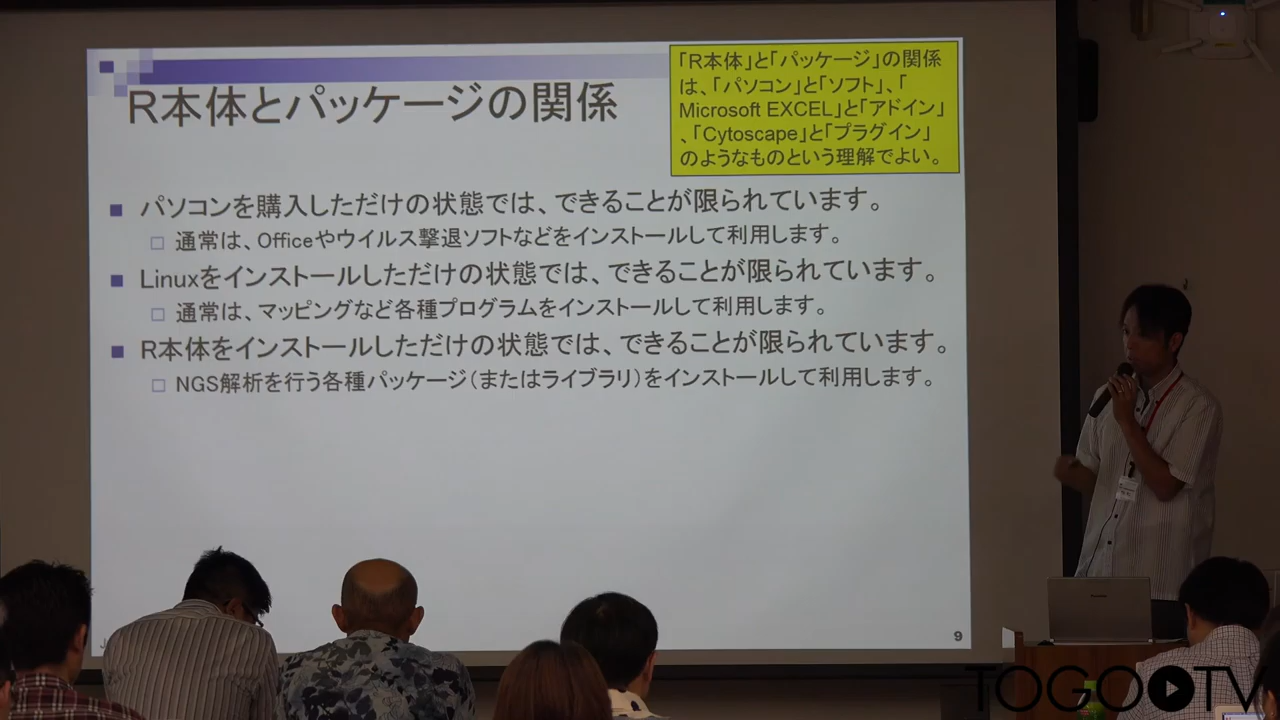 R本体とパッケージの関係
「R本体」と「パッケージ」の関係
は、「パソコン」と「ソフト」、「
Microsoft EXCEL」と「アドイン」
、「Cytoscape」と「プラグイン」
のようなものという理解でよい。
パソコンを購入しただけの状態では、できることが限られています。
通常は、Officeやウイルス撃退ソフトなどをインストールして利用します。
Linuxをインストールしただけの状態では、できることが限られています。
通常は、マッピングなど各種プログラムをインストールして利用します。
R本体をインストールしただけの状態では、できることが限られています。
NGS解析を行う各種パッケージ(またはライブラリ)をインストールして利用します。
9
TOGO TV